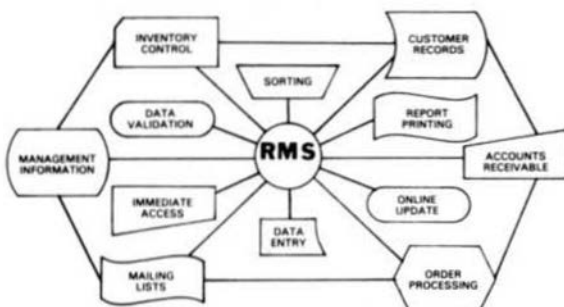 INVENTORY
CONTROL
CUSTOMER
RECORDS
SORTING
DATA
VALIDATION
REPORT
PRINTING
RMS
MANAGEMENT
INFORMATION
ACCOUNTS
RECEIVABLE
IMMEDIATE
ACCESS
ONLINE
UPDATE
DATA
ENTRY
MAILING
LISTS
ORDER
PROCESSING